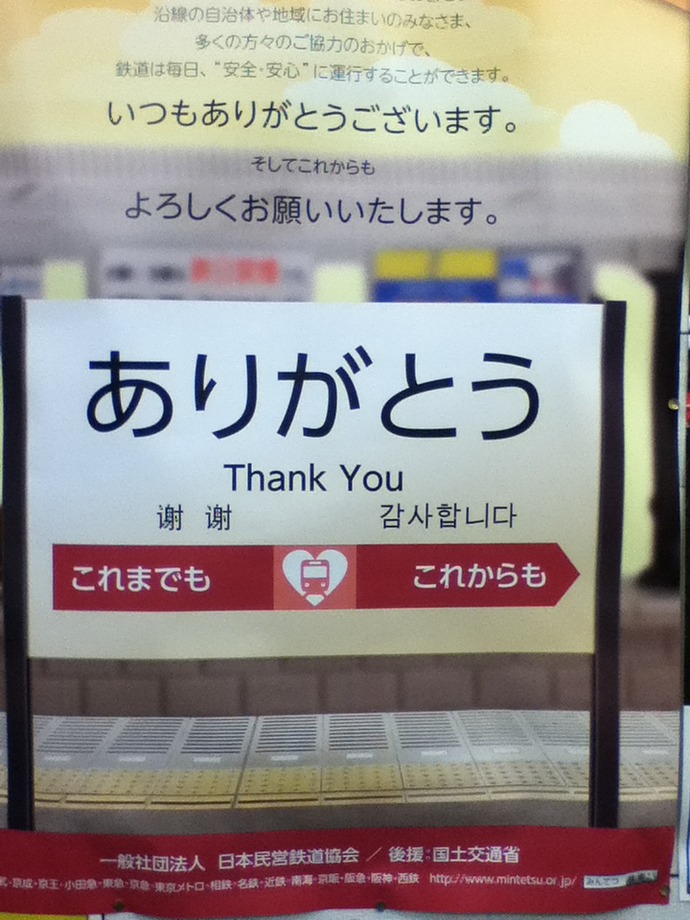 沿線の自治体や地域にお住まいのみなさま、
多くの方々のご協力のおかげで、
鉄道は毎日、“安全・安心”に運行することができます。
いつもありがとうございます。
そしてこれからも
よろしくお願いいたします。
ありがとう
Thank You
谢 谢 감사합니다
これまでも これからも
一般社団法人 日本民営鉄道協会 / 後援:国土交通省
京成・京王・小田急・東急・京急・東京メトロ・相鉄・名鉄・近鉄・南海・京阪・阪急・阪神・西鉄 http://www.mintetsu.or.jp/ みんてつ